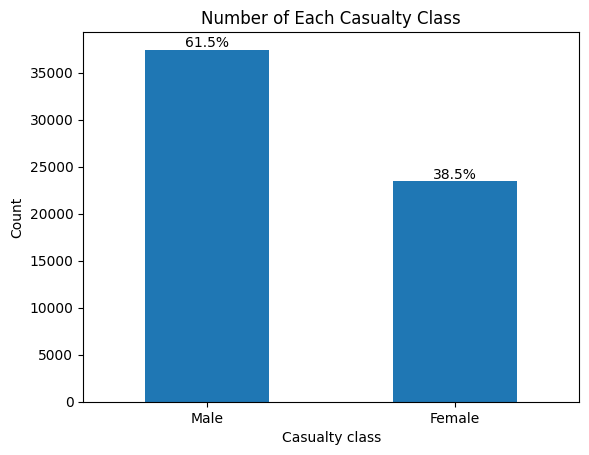 Number of Each Casualty Class
61.5%
38.5%
35000
30000
25000
20000
15000
10000
5000
0
Count
Male Female
Casualty class